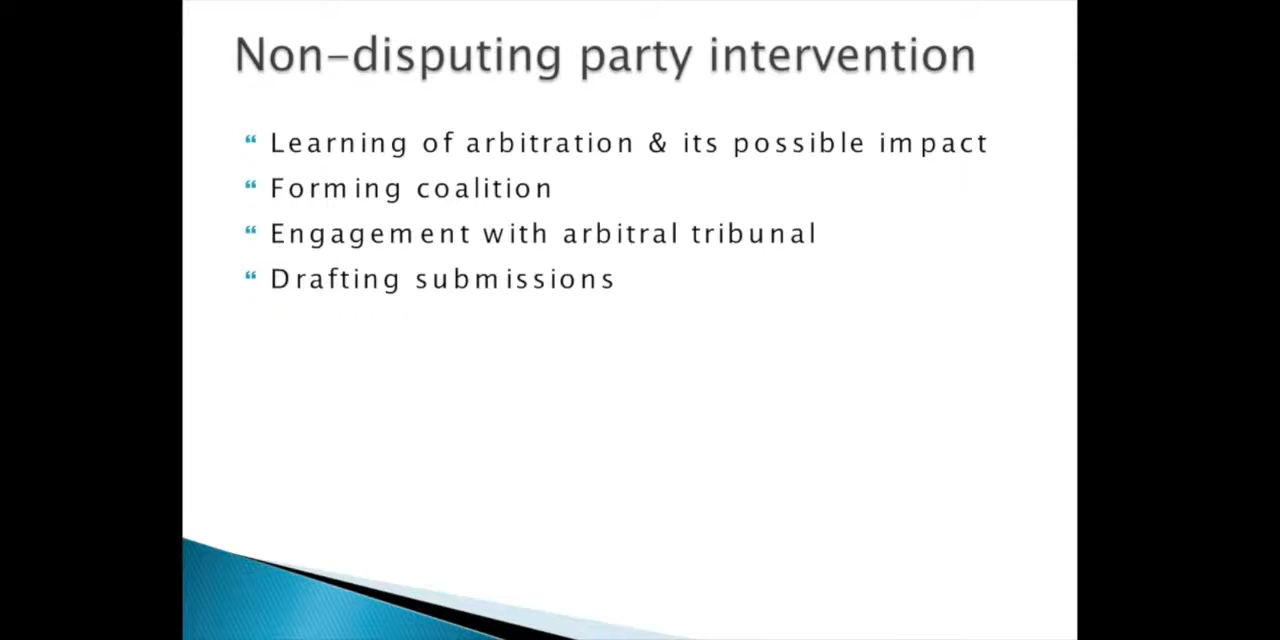 Non-disputing party intervention
“ Learning of arbitration & its possible impact
“ Forming coalition
“ Engagement with arbitral tribunal
“ Drafting submissions